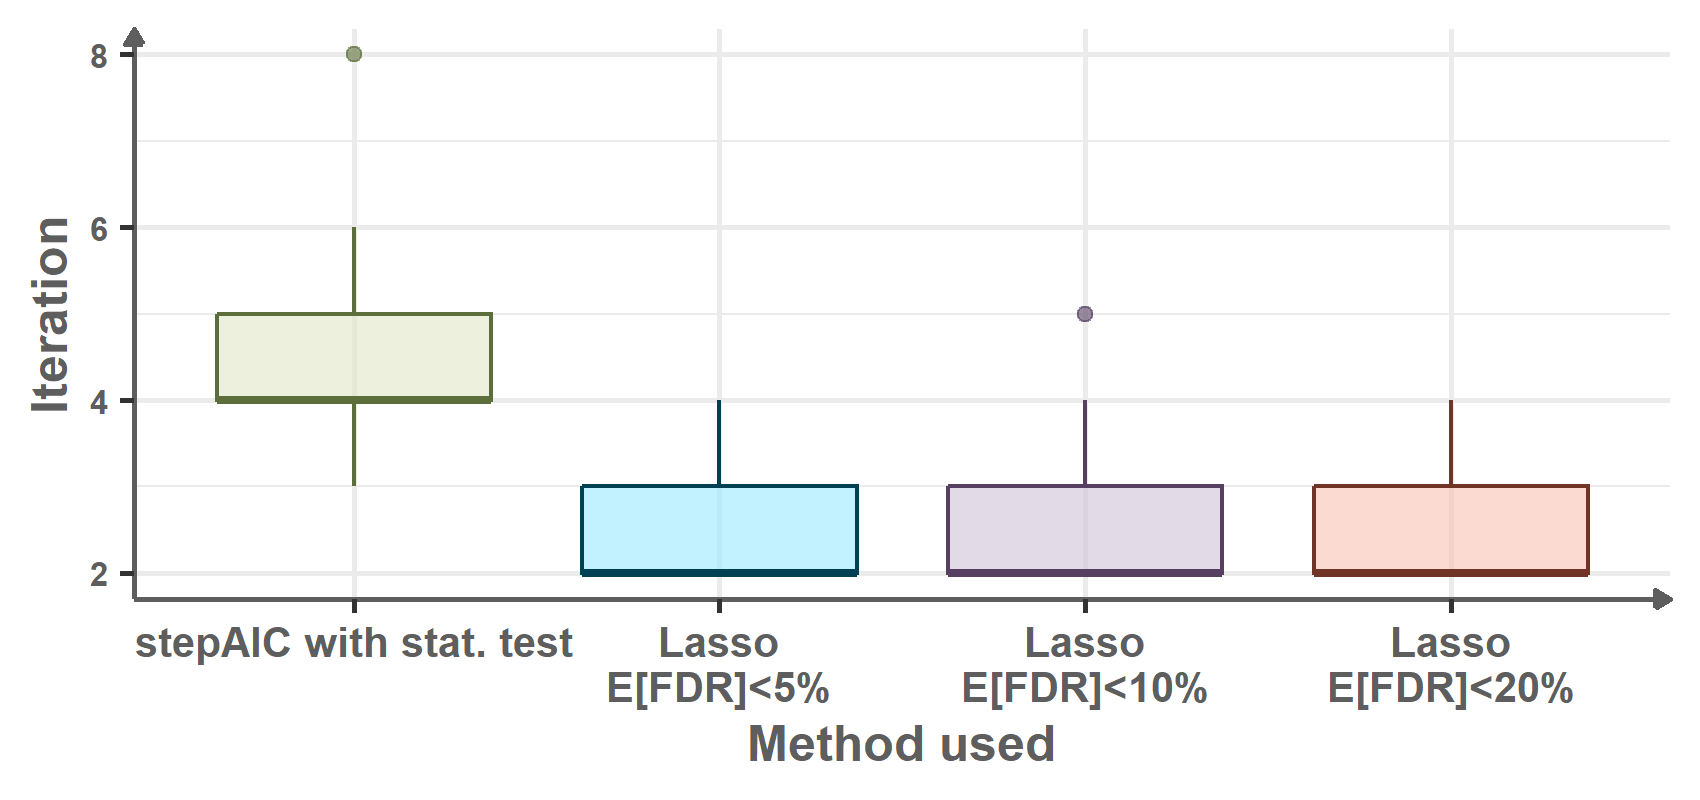 Iteration
8
6
4
2
stepAIC with stat. test
Lasso
E[FDR]<5%
Lasso
E[FDR]<10%
Lasso
E[FDR]<20%
Method used